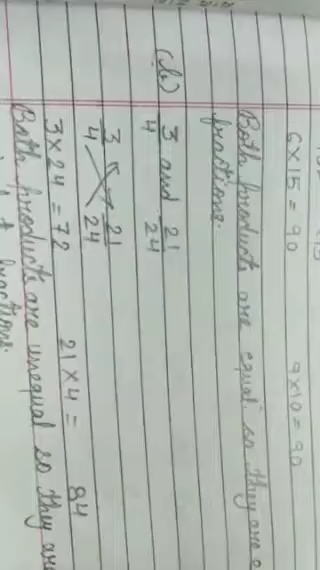 6 × 15 = 90 9 × 10 = 90
Both products are equal so they are
fractions.
(b) 3/4 and 21/24
3/4 21/24
3 × 24 = 72 21 × 4 = 84
Both products are unequal so they are
fractions.